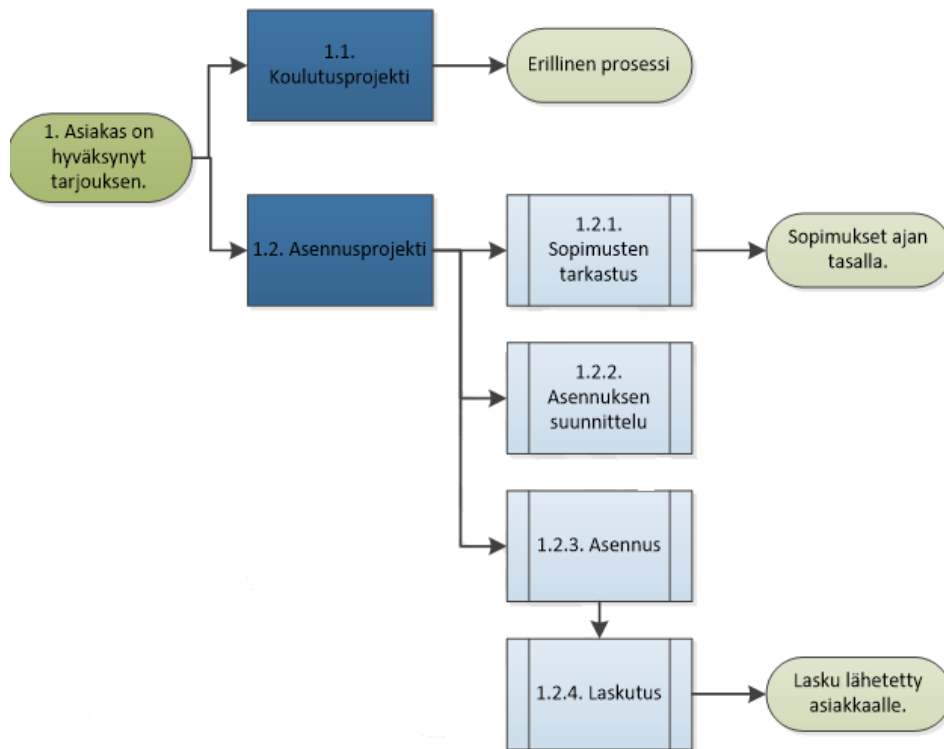 1.1.
Koulutusprojekti
Erillinen prosessi
1. Asiakas on
hyväksynyt
tarjouksen.
1.2. Asennusprojekti
1.2.1.
Sopimusten
tarkastus
Sopimukset ajan
tasalla.
1.2.2.
Asennuksen
suunnittelu
1.2.3. Asennus
1.2.4. Laskutus
Lasku lähetetty
asiakkaalle.